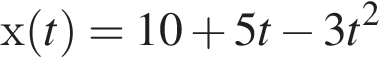 x(t) = 10 + 5t − 3t²